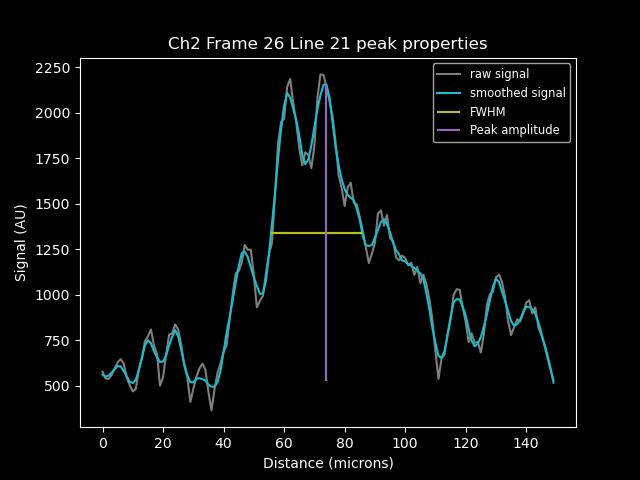 Ch2 Frame 26 Line 21 peak properties
raw signal
smoothed signal
FWHM
Peak amplitude
Signal (AU)
2250
2000
1750
1500
1250
1000
750
500
0 20 40 60 80 100 120 140
Distance (microns)